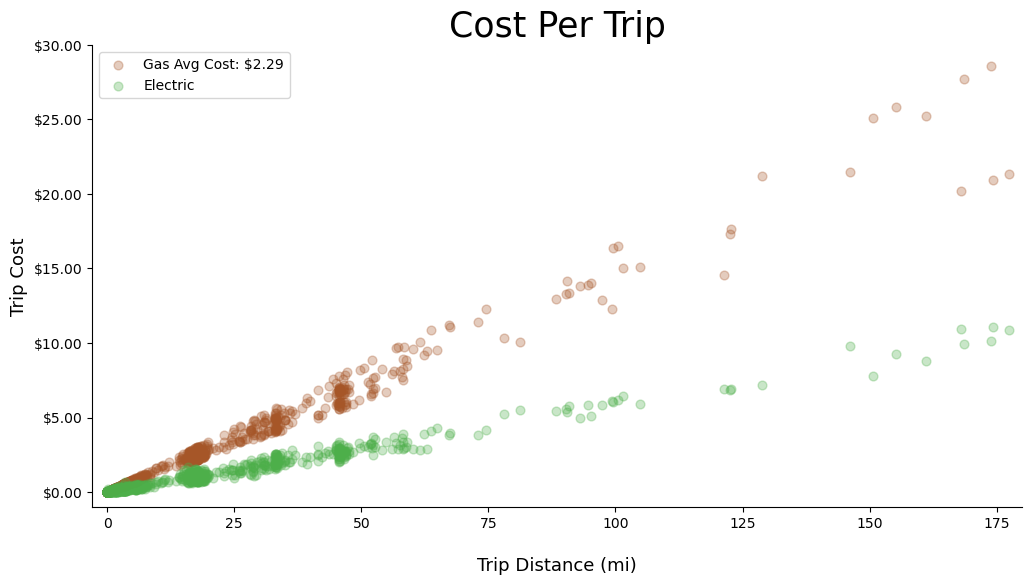 Cost Per Trip
$30.00
Gas Avg Cost: $2.29
Electric
$25.00
$20.00
$15.00
$10.00
$5.00
$0.00
Trip Cost
0 25 50 75 100 125 150 175
Trip Distance (mi)